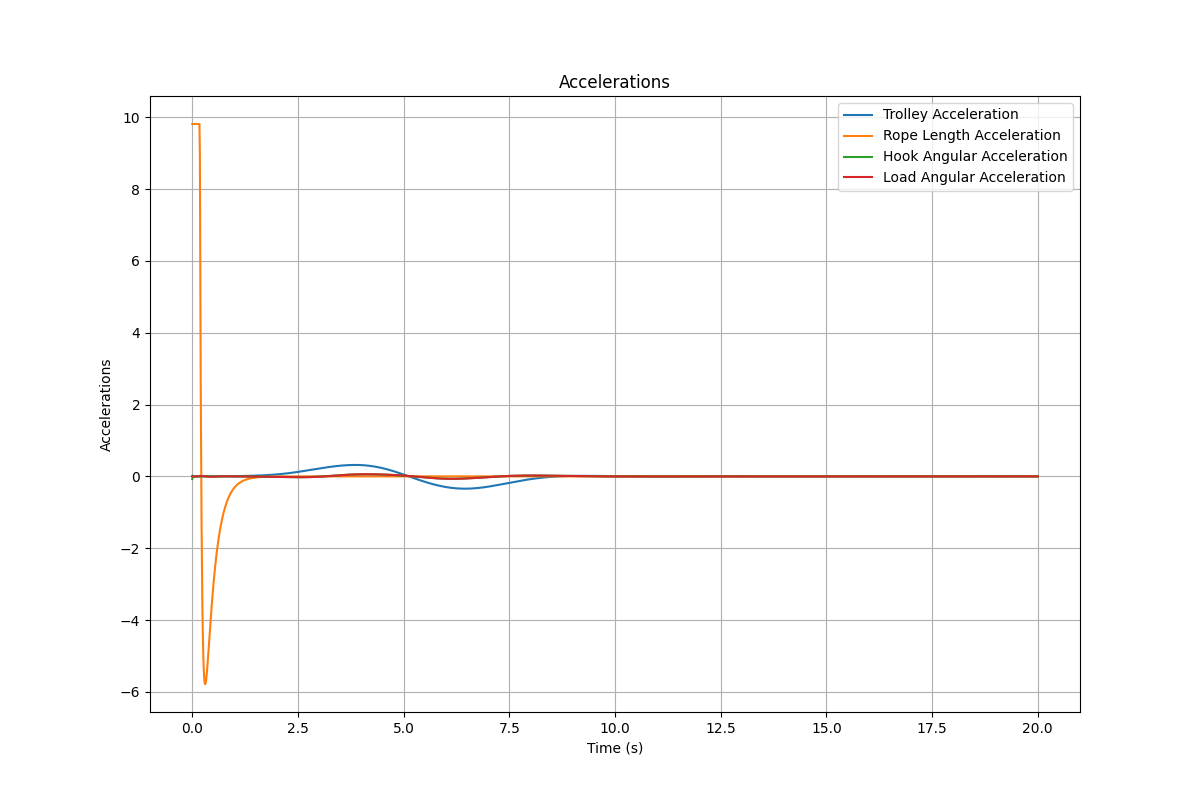 Accelerations
Trolley Acceleration
Rope Length Acceleration
Hook Angular Acceleration
Load Angular Acceleration
Accelerations
10
8
6
4
2
0
−2
−4
−6
0.0 2.5 5.0 7.5 10.0 12.5 15.0 17.5 20.0
Time (s)